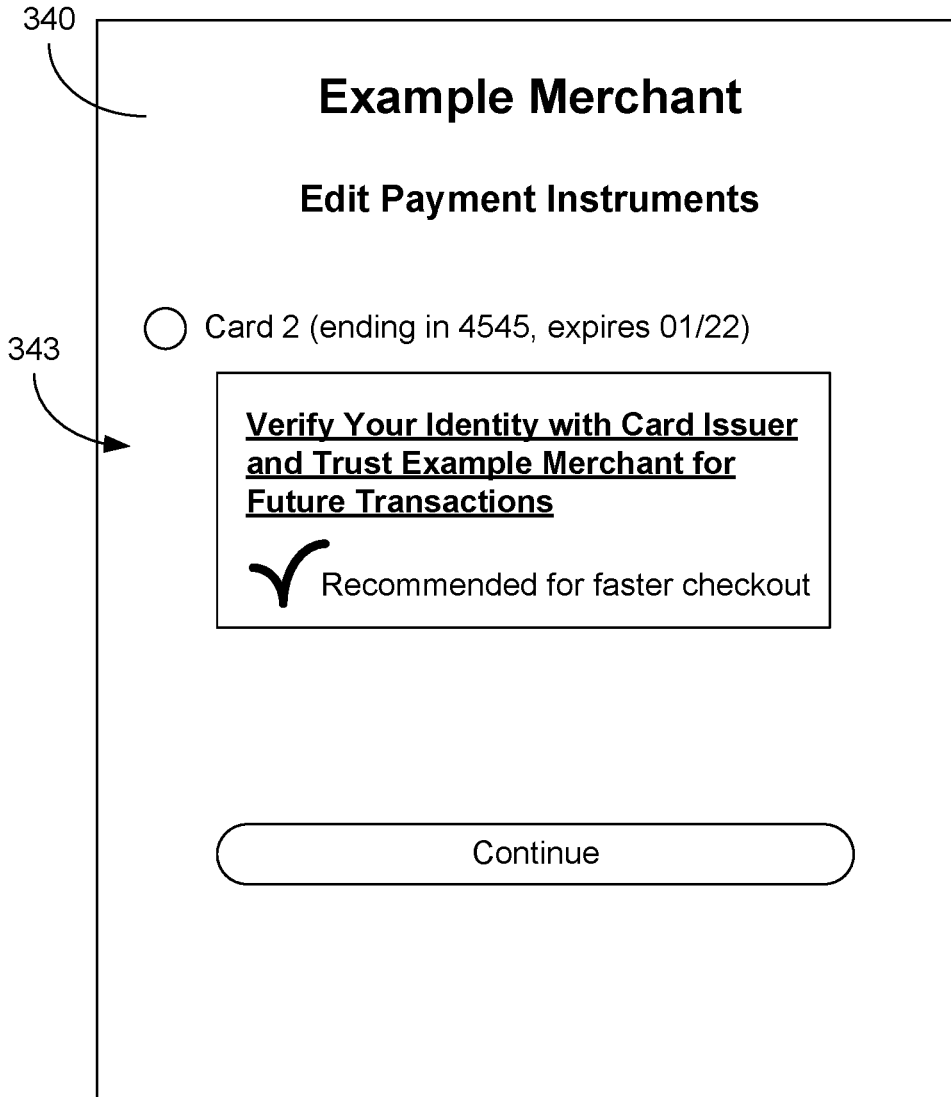 340
Example Merchant
Edit Payment Instruments
Card 2 (ending in 4545, expires 01/22)
343
Verify Your Identity with Card Issuer
and Trust Example Merchant for
Future Transactions
Recommended for faster checkout
Continue